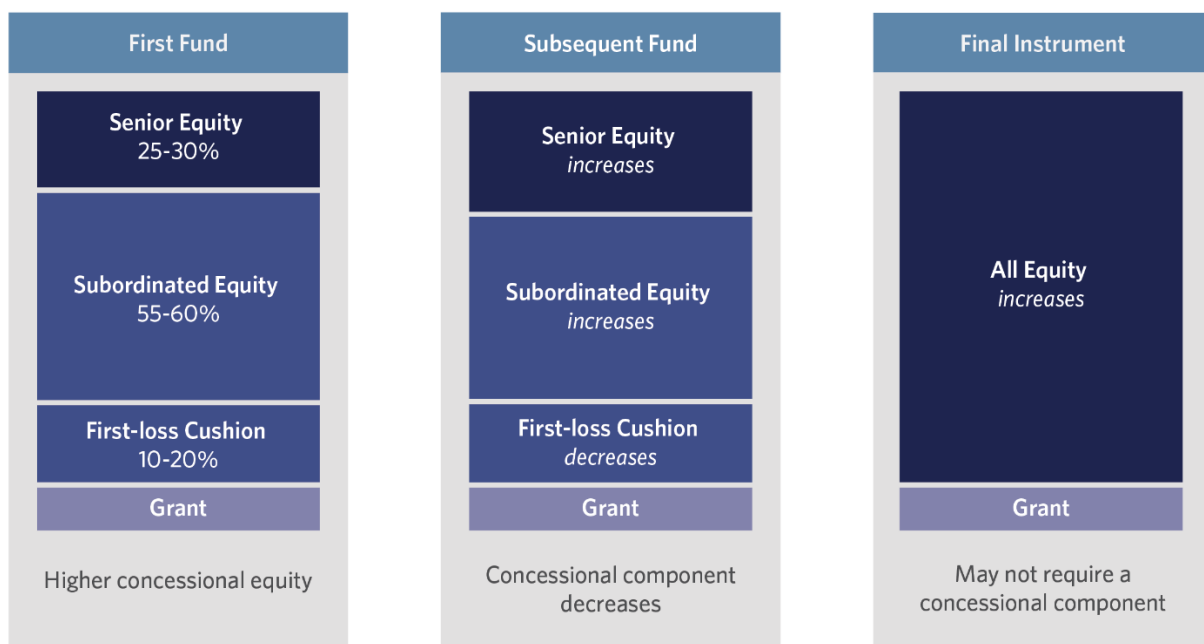 First Fund
Senior Equity
25-30%
Subordinated Equity
55-60%
First-loss Cushion
10-20%
Grant
Higher concessional equity
Subsequent Fund
Senior Equity
increases
Subordinated Equity
increases
First-loss Cushion
decreases
Grant
Concessional component
decreases
Final Instrument
All Equity
increases
Grant
May not require a
concessional component